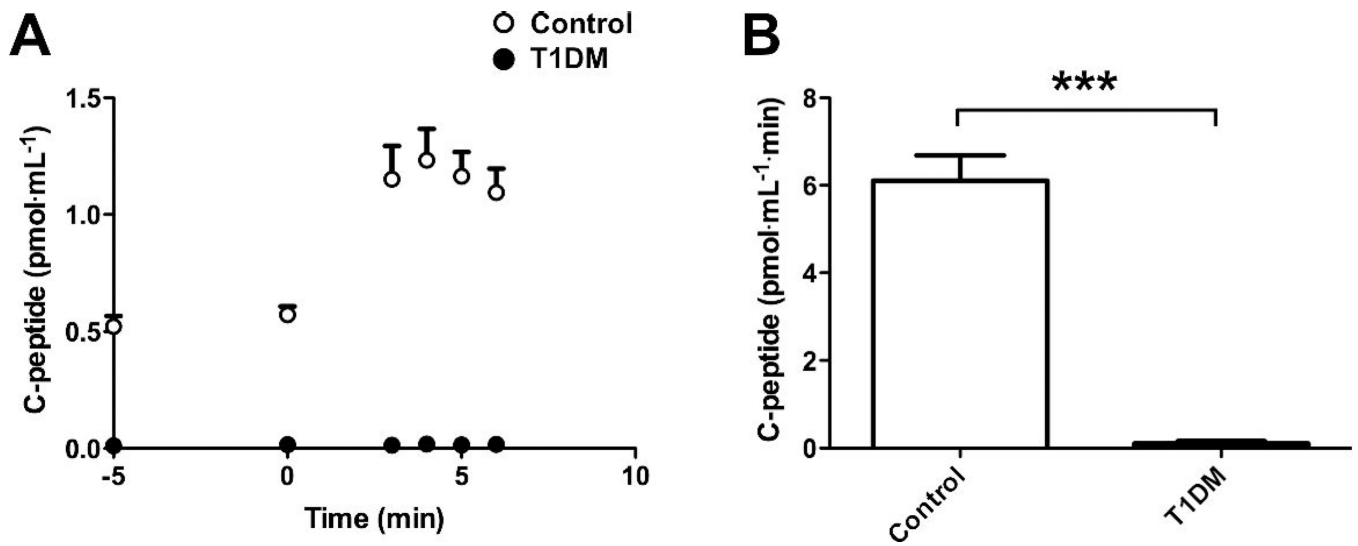 A
Control
T1DM
C-peptide (pmol·mL⁻¹)
1.5
1.0
0.5
0.0
-5
0
5
10
Time (min)
B
***
C-peptide (pmol·mL⁻¹·min)
8
6
4
2
0
Control
T1DM